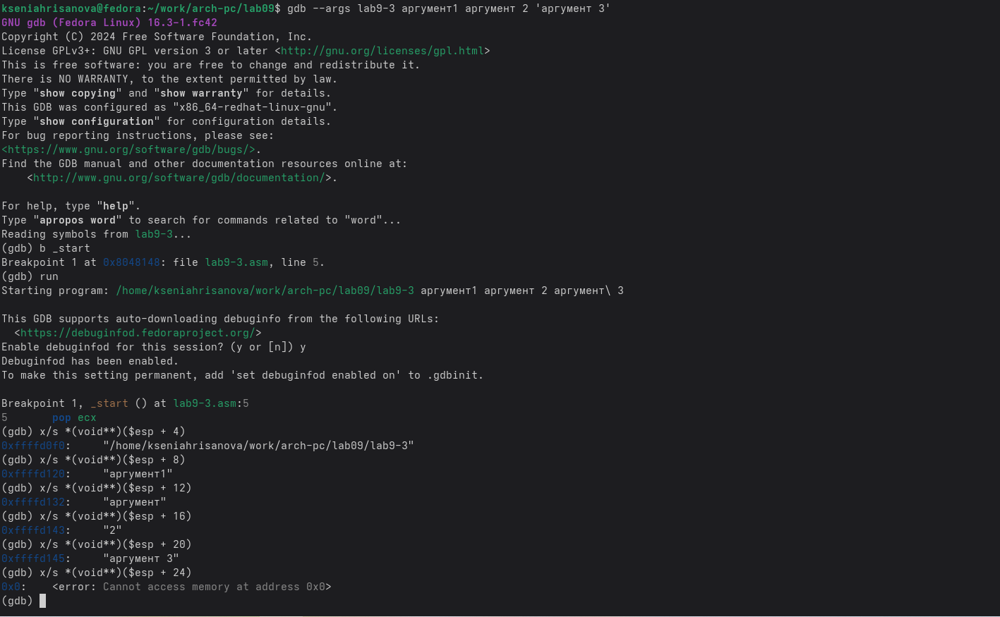 kseniahrisanova@fedora:~/work/arch-pc/lab09$ gdb --args lab9-3 аргумент1 аргумент 2 'аргумент 3'
GNU gdb (Fedora Linux) 16.3-1.fc42
Copyright (C) 2024 Free Software Foundation, Inc.
License GPLv3+: GNU GPL version 3 or later <http://gnu.org/licenses/gpl.html>
This is free software: you are free to change and redistribute it.
There is NO WARRANTY, to the extent permitted by law.
Type "show copying" and "show warranty" for details.
This GDB was configured as "x86_64-redhat-linux-gnu".
Type "show configuration" for configuration details.
For bug reporting instructions, please see:
<https://www.gnu.org/software/gdb/bugs/>.
Find the GDB manual and other documentation resources online at:
    <http://www.gnu.org/software/gdb/documentation/>.

For help, type "help".
Type "apropos word" to search for commands related to "word"...
Reading symbols from lab9-3...
(gdb) b _start
Breakpoint 1 at 0x8048148: file lab9-3.asm, line 5.
(gdb) run
Starting program: /home/kseniahrisanova/work/arch-pc/lab09/lab9-3 аргумент1 аргумент 2 аргумент\ 3

This GDB supports auto-downloading debuginfo from the following URLs:
  <https://debuginfod.fedoraproject.org/>
Enable debuginfod for this session? (y or [n]) y
Debuginfod has been enabled.
To make this setting permanent, add 'set debuginfod enabled on' to .gdbinit.

Breakpoint 1, _start () at lab9-3.asm:5
5       pop ecx
(gdb) x/s *(void**)($esp + 4)
0xffffd0f0:     "/home/kseniahrisanova/work/arch-pc/lab09/lab9-3"
(gdb) x/s *(void**)($esp + 8)
0xffffd120:     "аргумент1"
(gdb) x/s *(void**)($esp + 12)
0xffffd132:     "аргумент"
(gdb) x/s *(void**)($esp + 16)
0xffffd143:     "2"
(gdb) x/s *(void**)($esp + 20)
0xffffd145:     "аргумент 3"
(gdb) x/s *(void**)($esp + 24)
0x0:    <error: Cannot access memory at address 0x0>
(gdb)